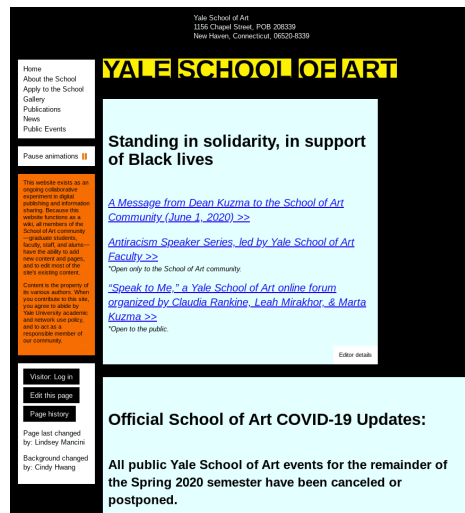 Yale School of Art
1156 Chapel Street, POB 208339
New Haven, Connecticut, 06520-8339
YALE SCHOOL OF ART
Home
About the School
Apply to the School
Gallery
Publications
News
Public Events
Pause animations
This website exists as an
ongoing collaborative
experiment in digital
publishing and information
sharing. Because this
website functions as a
wiki, all members of the
School of Art community
—graduate students,
faculty, staff, and alums—
have the ability to add
new content and pages,
and to edit most of the
site's existing content.
Content is the property of
its various authors. When
you contribute to this site,
you agree to abide by
Yale University academic
and network use policy,
and to act as a
responsible member of
our community.
Visitor: Log in
Edit this page
Page history
Page last changed
by: Lindsey Mancini
Background changed
by: Cindy Hwang
Standing in solidarity, in support
of Black lives
A Message from Dean Kuzma to the School of Art
Community (June 1, 2020) >>
Antiracism Speaker Series, led by Yale School of Art
Faculty >>
*Open only to the School of Art community.
“Speak to Me,” a Yale School of Art online forum
organized by Claudia Rankine, Leah Mirakhor, & Marta
Kuzma >>
*Open to the public.
Editor details
Official School of Art COVID-19 Updates:
All public Yale School of Art events for the remainder of
the Spring 2020 semester have been canceled or
postponed.